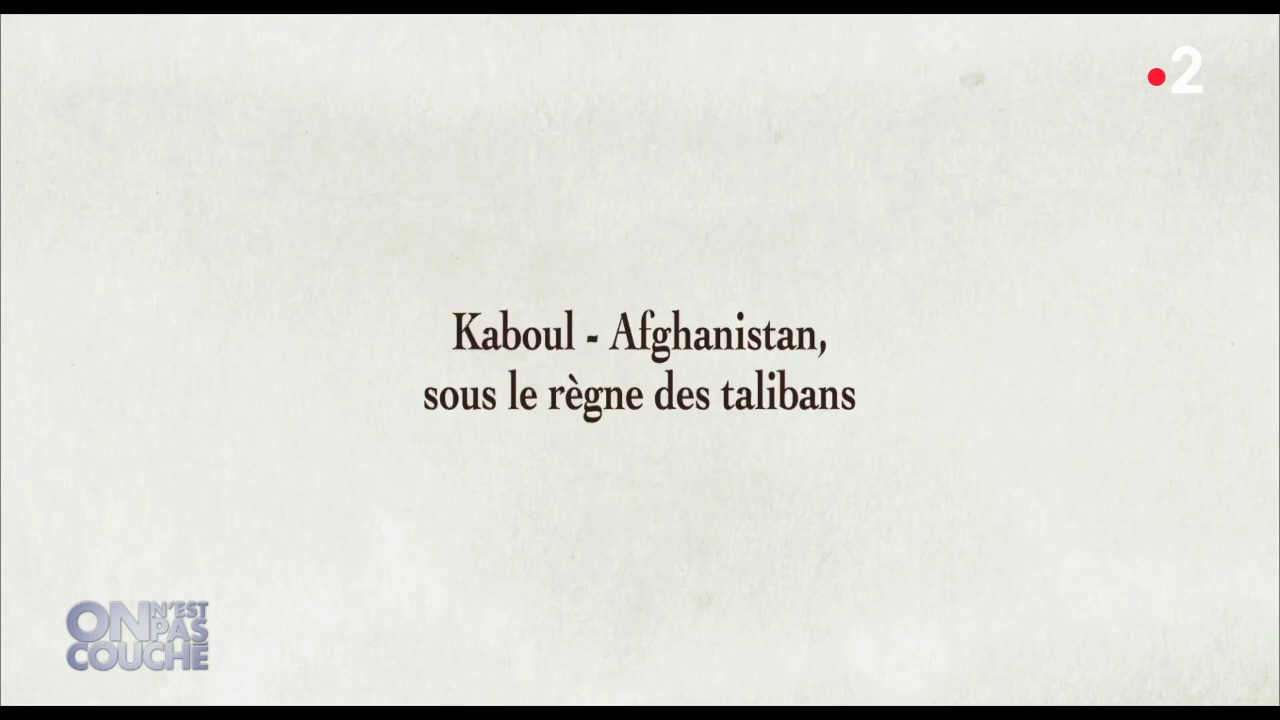 2
Kaboul - Afghanistan,
sous le règne des talibans
ON N'EST
PAS
COUCHÉ